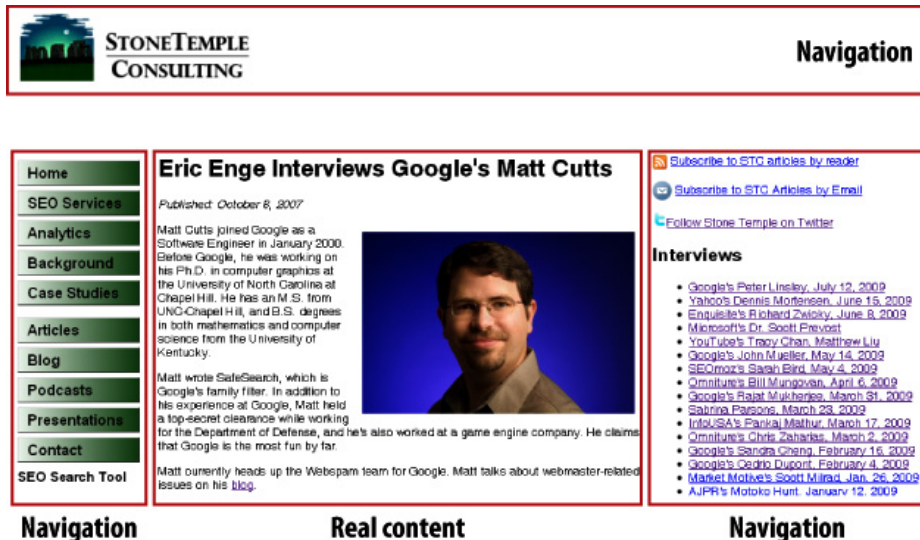 STONETEMPLE
CONSULTING
Navigation
Home
SEO Services
Analytics
Background
Case Studies
Articles
Blog
Podcasts
Presentations
Contact
SEO Search Tool
Navigation
Eric Enge Interviews Google's Matt Cutts
Published: October 8, 2007
Matt Cutts joined Google as a
Software Engineer in January 2000.
Before Google, he was working on
his Ph.D. in computer graphics at
the University of North Carolina at
Chapel Hill. He has an M.S. from
UNC-Chapel Hill, and B.S. degrees
in both mathematics and computer
science from the University of
Kentucky.
Matt wrote SafeSearch, which is
Google's family filter. In addition to
his experience at Google, Matt held
a top-secret clearance while working
for the Department of Defense, and he's also worked at a game engine company. He claims
that Google is the most fun by far.
Matt currently heads up the Webspam team for Google. Matt talks about webmaster-related
issues on his blog.
Real content
Subscribe to STC articles by reader
Subscribe to STC Articles by Email
Follow Stone Temple on Twitter
Interviews
Google's Peter Linsley, July 12, 2009
Yahoo's Dennis Mortensen, June 15, 2009
Enquisite's Richard Zwicky, June 8, 2009
Microsoft's Dr. Scott Prevost
YouTube's Tracy Chan, Matthew Liu
Google's John Mueller, May 14, 2009
SEOmoz's Sarah Bird, May 4, 2009
Omniture's Bill Mungovan, April 6, 2009
Google's Rajat Mukherjee, March 31, 2009
Sabrina Parsons, March 23, 2009
InfoUSA's Pankaj Mathur, March 17, 2009
Omniture's Chris Zaharias, March 2, 2009
Google's Sandra Cheng, February 16, 2009
Google's Cedric Dupont, February 4, 2009
Market Motive's Scott Milrad, Jan. 26, 2009
AJPR's Motoko Hunt, January 12, 2009
Navigation